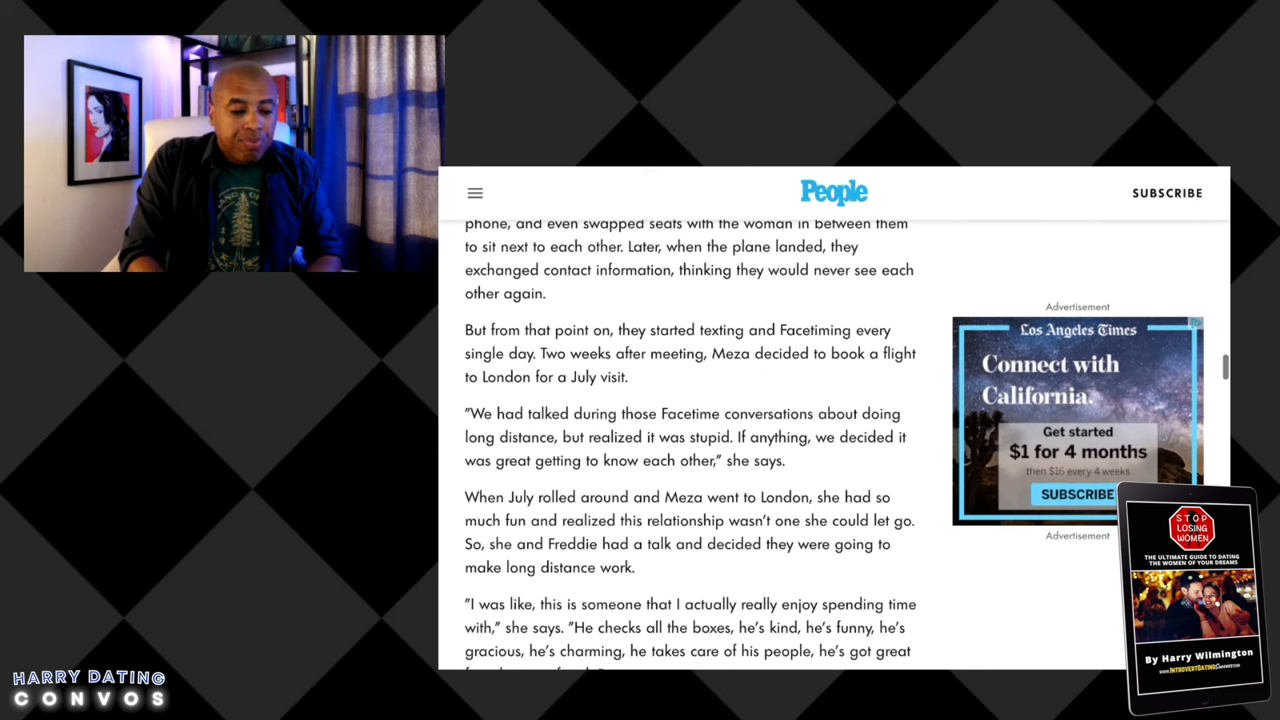 People
SUBSCRIBE
phone, and even swapped seats with the woman in between them
to sit next to each other. Later, when the plane landed, they
exchanged contact information, thinking they would never see each
other again.
But from that point on, they started texting and Facetiming every
single day. Two weeks after meeting, Meza decided to book a flight
to London for a July visit.
"We had talked during those Facetime conversations about doing
long distance, but realized it was stupid. If anything, we decided it
was great getting to know each other," she says.
When July rolled around and Meza went to London, she had so
much fun and realized this relationship wasn't one she could let go.
So, she and Freddie had a talk and decided they were going to
make long distance work.
"I was like, this is someone that I actually really enjoy spending time
with," she says. "He checks all the boxes, he's kind, he's funny, he's
gracious, he's charming, he takes care of his people, he's got great
Advertisement
Los Angeles Times
Connect with
California.
Get started
$1 for 4 months
then $16 every 4 weeks
SUBSCRIBE
Advertisement
STOP
LOSING
WOMEN
THE ULTIMATE GUIDE TO DATING
THE WOMEN OF YOUR DREAMS
By Harry Wilmington
HARRY DATING
CONVOS